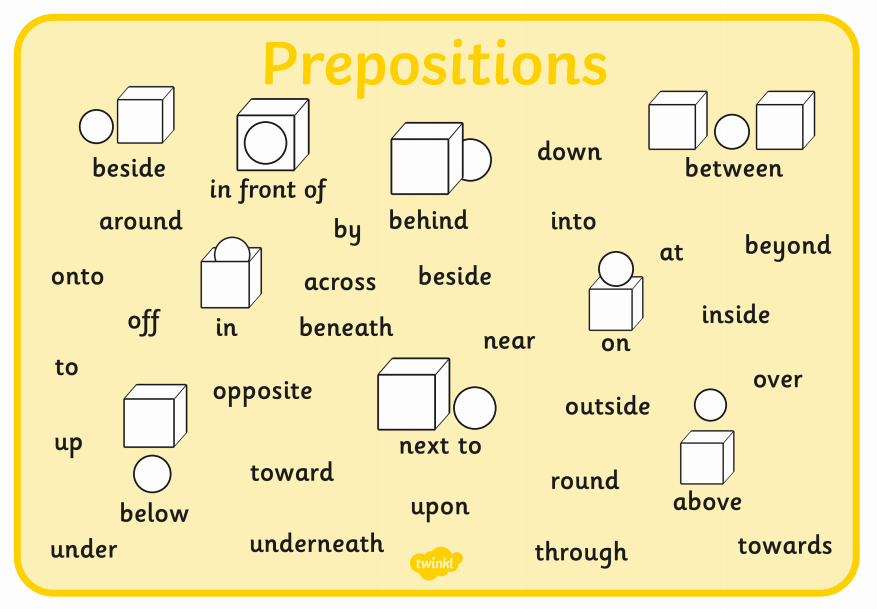 Prepositions
beside
in front of
behind
down
between
around
by
into
at
beyond
onto
in
across
beside
on
inside
off
beneath
near
to
opposite
next to
outside
over
up
toward
round
above
below
upon
under
underneath
twinkl
through
towards